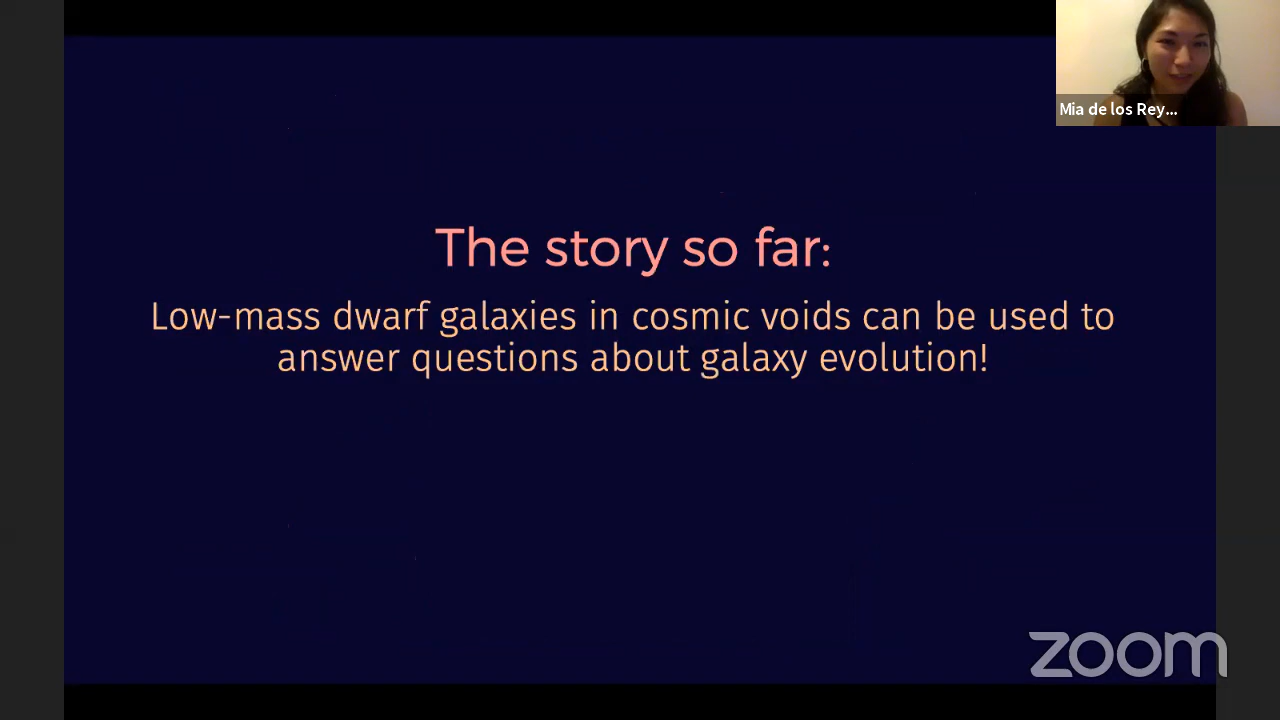 Mia de los Rey...
The story so far:
Low-mass dwarf galaxies in cosmic voids can be used to
answer questions about galaxy evolution!
zoom